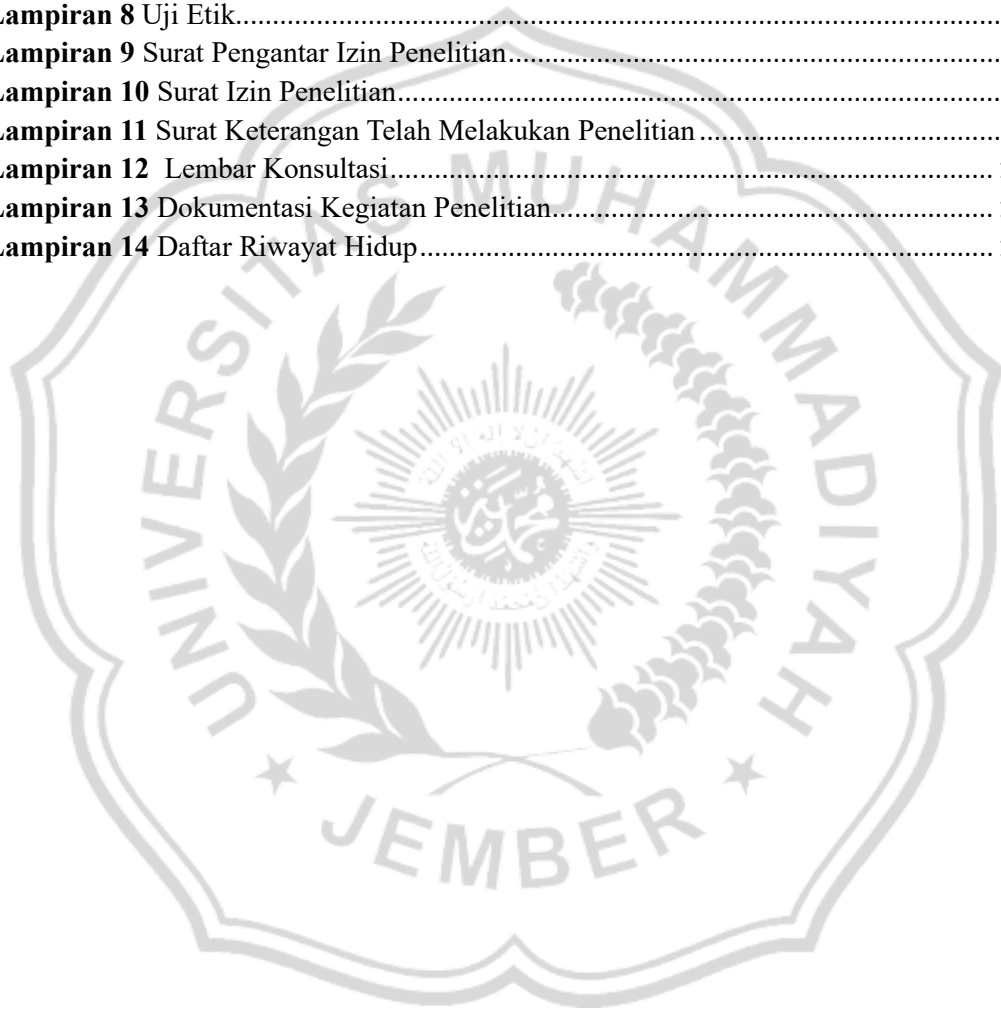 Lampiran 8 Uji Etik..........................................................................................
Lampiran 9 Surat Pengantar Izin Penelitian......................................................
Lampiran 10 Surat Izin Penelitian.....................................................................
Lampiran 11 Surat Keterangan Telah Melakukan Penelitian ................................
Lampiran 12  Lembar Konsultasi.......................................................................
Lampiran 13 Dokumentasi Kegiatan Penelitian..................................................
Lampiran 14 Daftar Riwayat Hidup...................................................................
UNIVERSITAS MUHAMMADIYAH
JEMBER